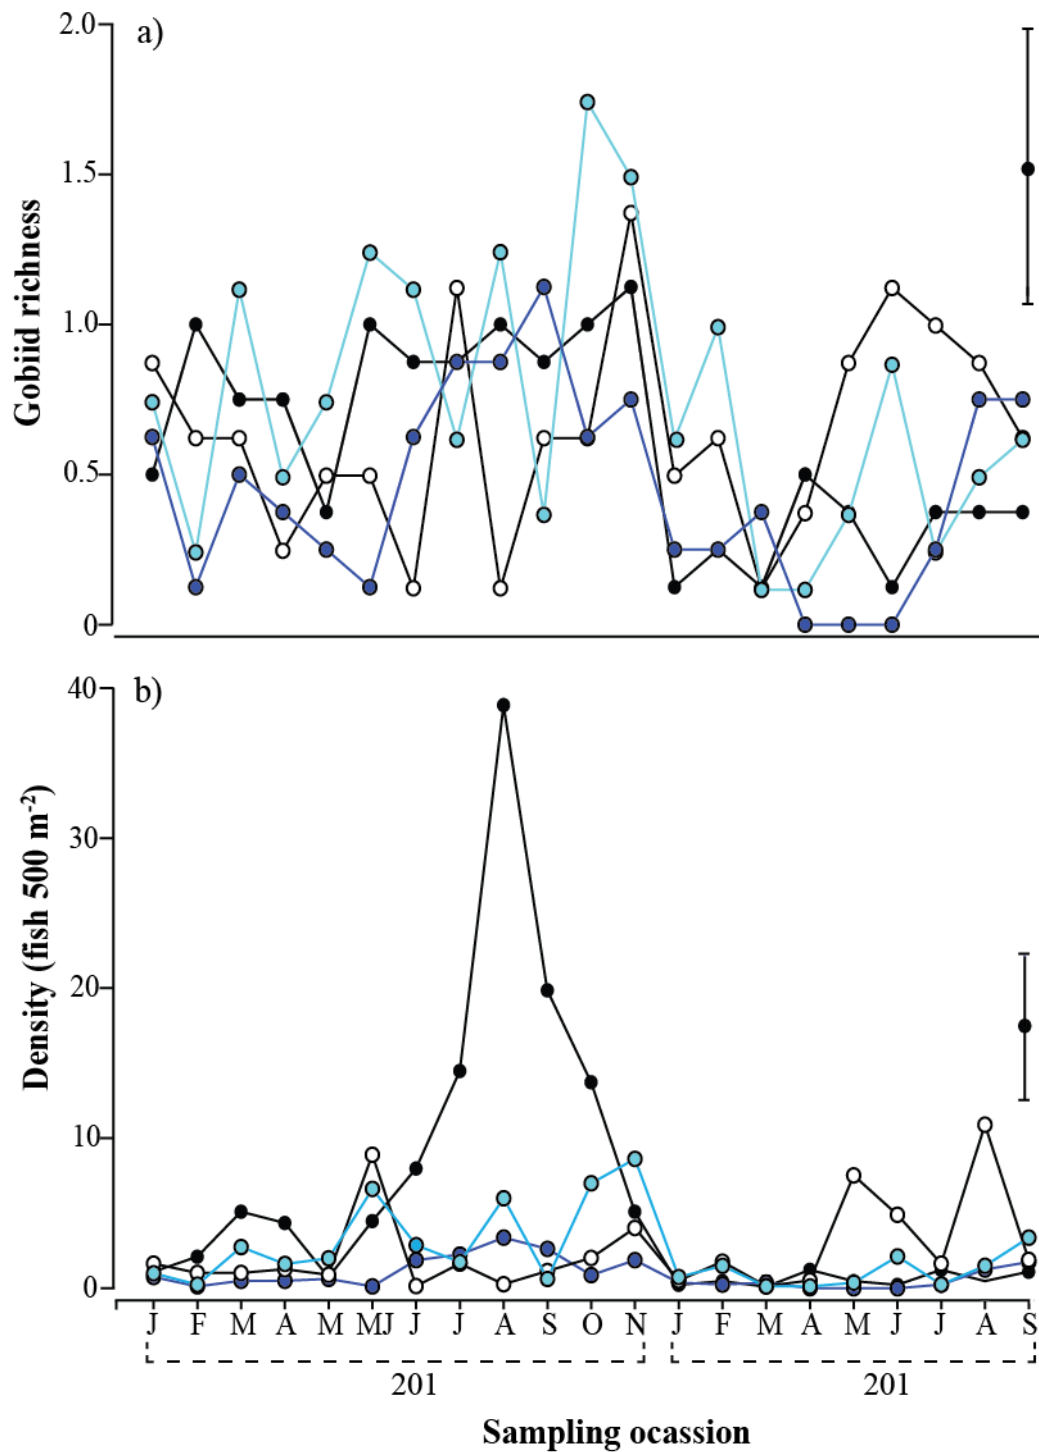 a)
2.0
1.5
1.0
0.5
0
Gobiid richness
b)
40
30
20
10
0
Density (fish 500 m-2)
J F M A M MJ J J A S O N J F M A M J J A S
201 201
Sampling ocassion